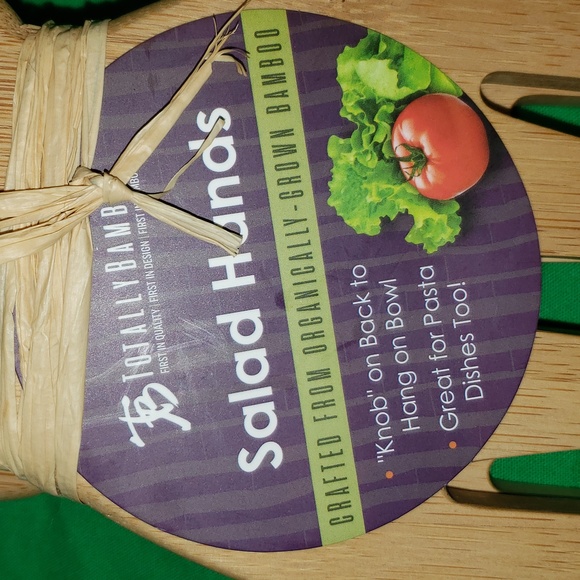 TOTALLY BAMB
FIRST IN QUALITY | FIRST IN DESIGN | FIRST IN
Salad Hands
CRAFTED FROM ORGANICALLY-GROWN BAMBOO
• "Knob" on Back to
Hang on Bowl
• Great for Pasta
Dishes Too!